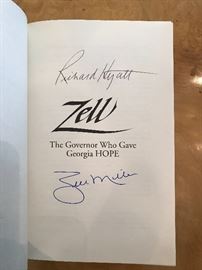 Richard Hyatt
Zell
The Governor Who Gave
Georgia HOPE
Zell Miller